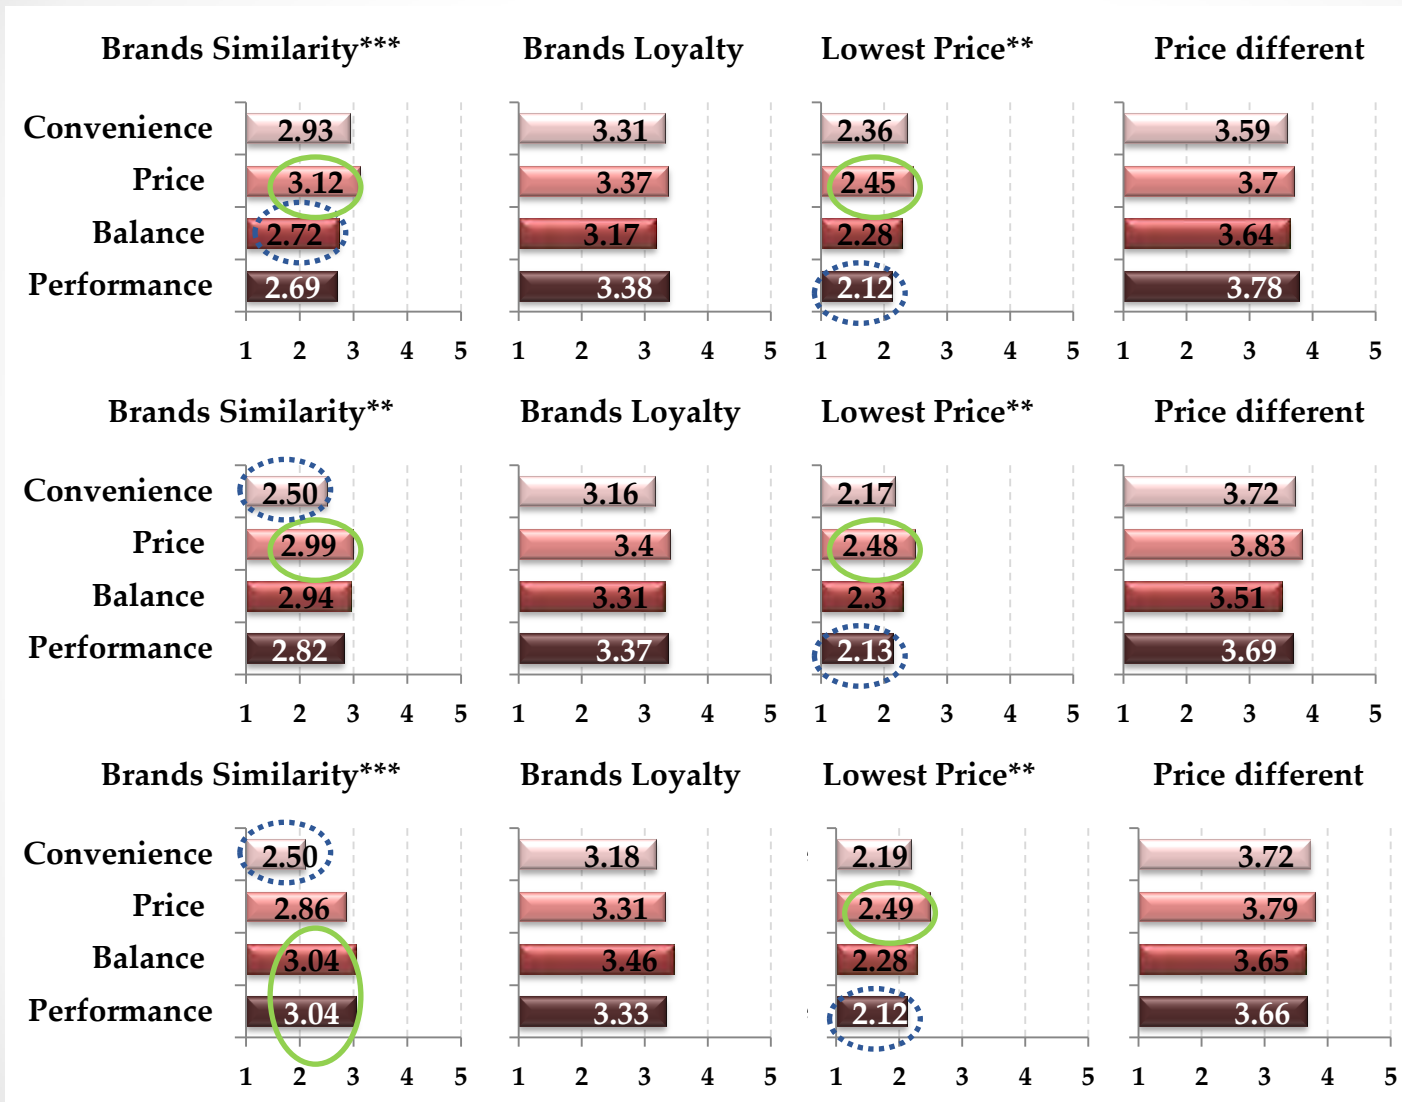 Brands Similarity*** Brands Loyalty Lowest Price** Price different
Convenience 2.93 3.31 2.36 3.59
Price 3.12 3.37 2.45 3.7
Balance 2.72 3.17 2.28 3.64
Performance 2.69 3.38 2.12 3.78
1 2 3 4 5 1 2 3 4 5 1 2 3 4 5 1 2 3 4 5
Brands Similarity** Brands Loyalty Lowest Price** Price different
Convenience 2.50 3.16 2.17 3.72
Price 2.99 3.4 2.48 3.83
Balance 2.94 3.31 2.3 3.51
Performance 2.82 3.37 2.13 3.69
1 2 3 4 5 1 2 3 4 5 1 2 3 4 5 1 2 3 4 5
Brands Similarity*** Brands Loyalty Lowest Price** Price different
Convenience 2.50 3.18 2.19 3.72
Price 2.86 3.31 2.49 3.79
Balance 3.04 3.46 2.28 3.65
Performance 3.04 3.33 2.12 3.66
1 2 3 4 5 1 2 3 4 5 1 2 3 4 5 1 2 3 4 5